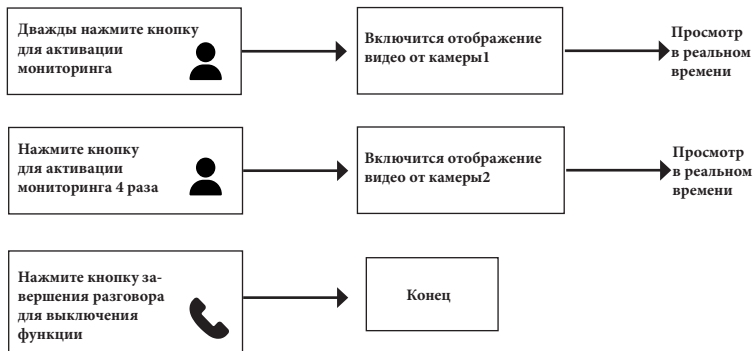 Дважды нажмите кнопку
для активации
мониторинга
Включится отображение
видео от камеры1
Просмотр
в реальном
времени
Нажмите кнопку
для активации
мониторинга 4 раза
Включится отображение
видео от камеры2
Просмотр
в реальном
времени
Нажмите кнопку за-
вершения разговора
для выключения
функции
Конец